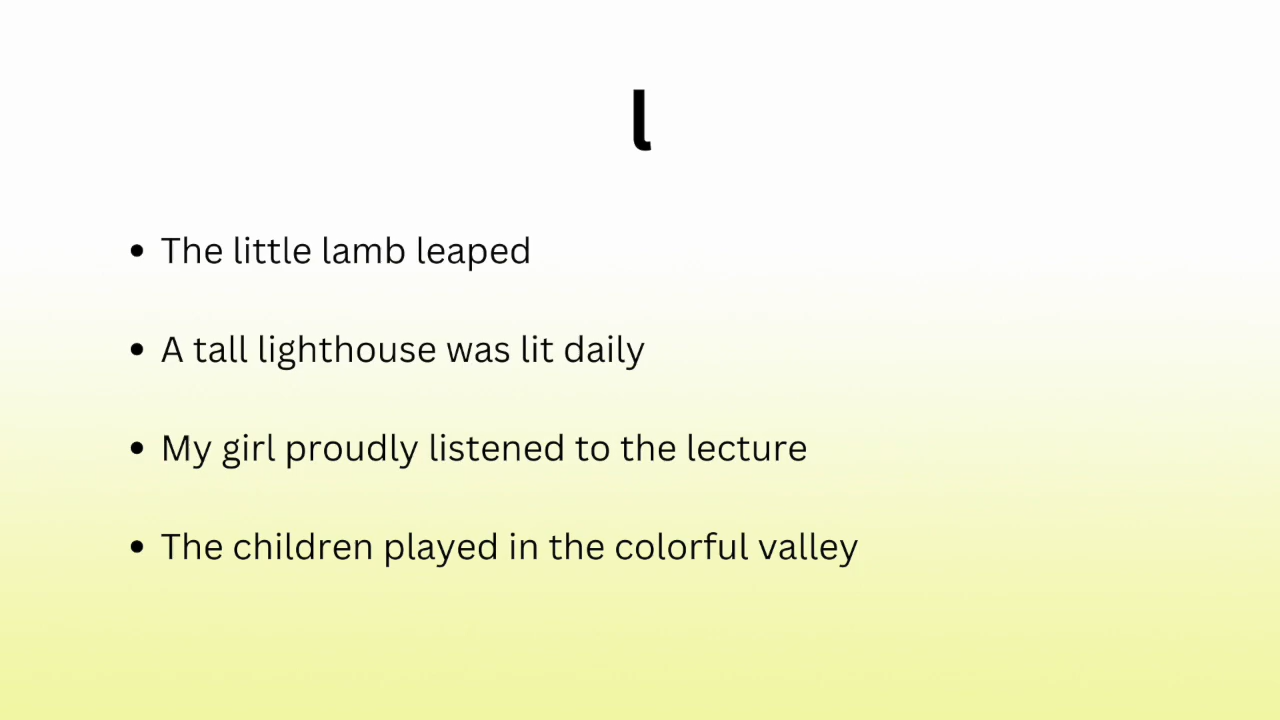 l
• The little lamb leaped
• A tall lighthouse was lit daily
• My girl proudly listened to the lecture
• The children played in the colorful valley